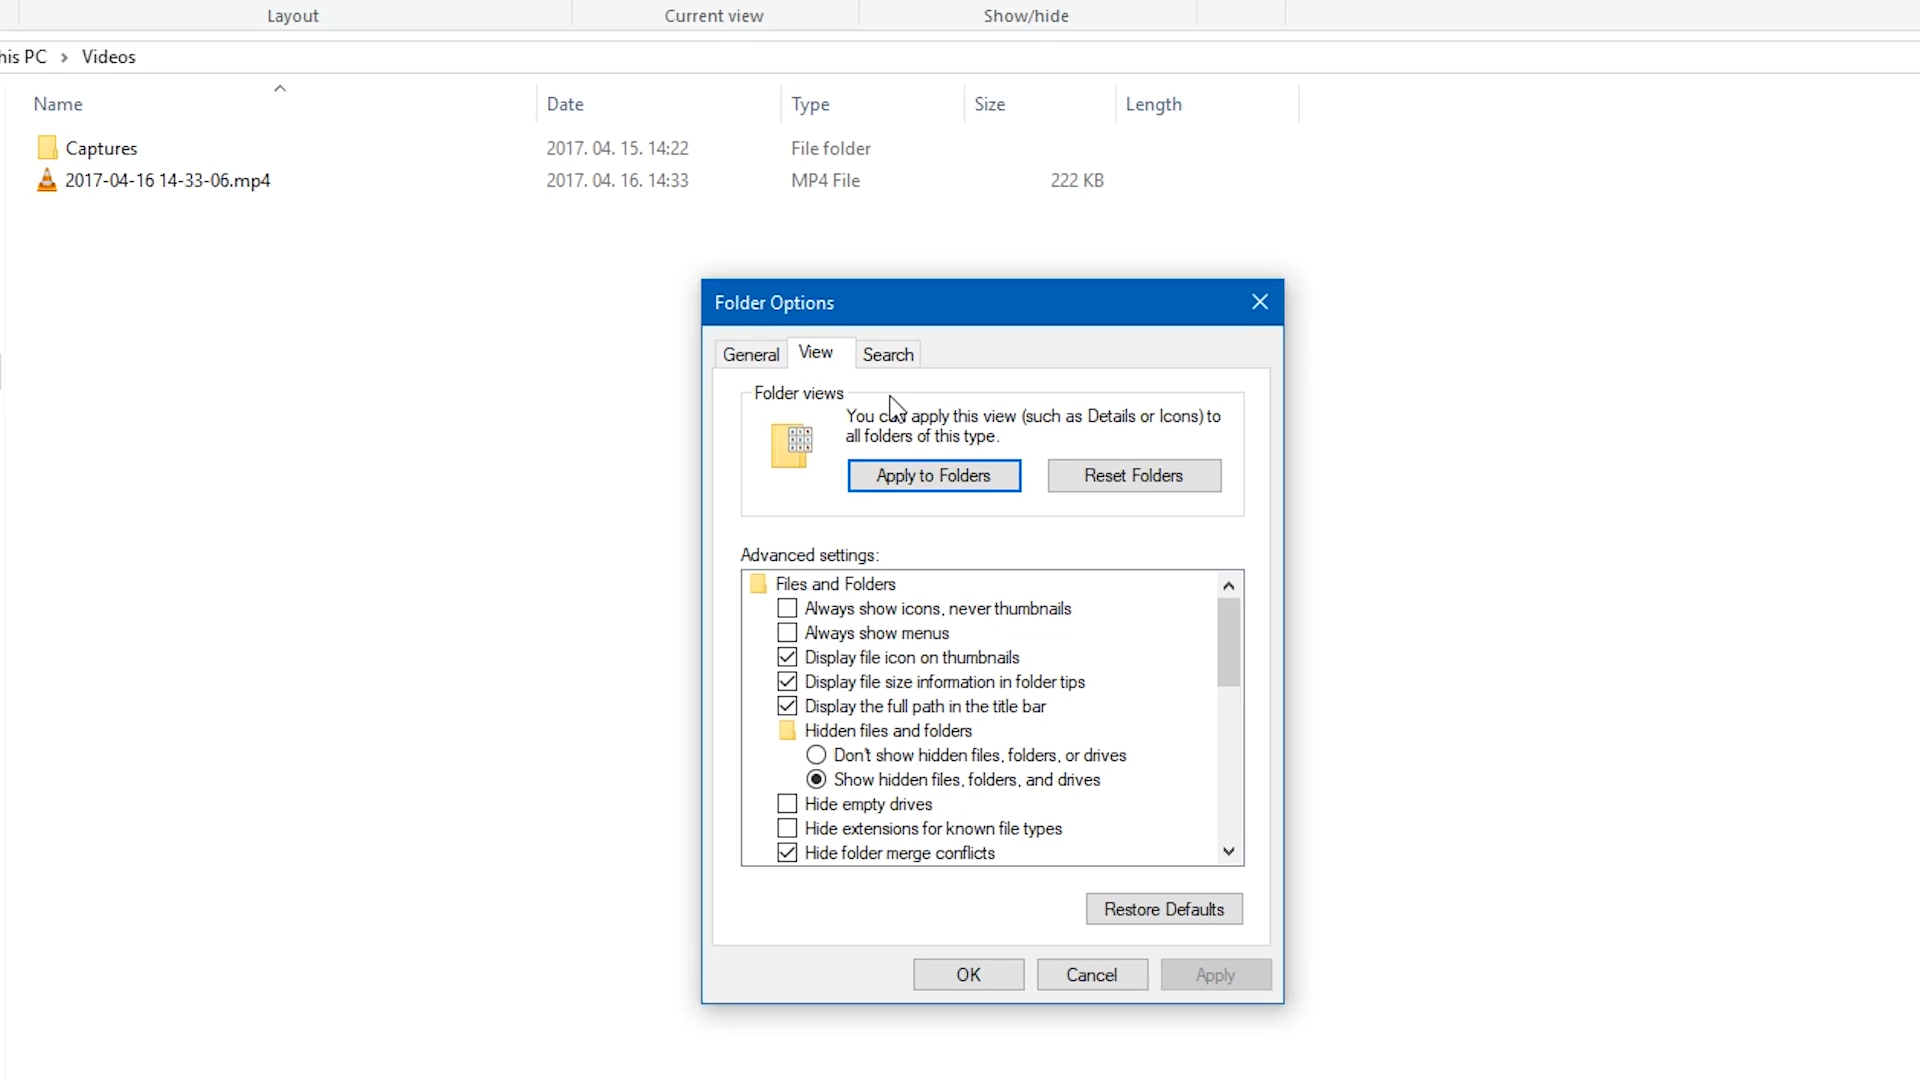 Layout Current view Show/hide
his PC > Videos
Name Date Type Size Length
Captures 2017. 04. 15. 14:22 File folder
2017-04-16 14-33-06.mp4 2017. 04. 16. 14:33 MP4 File 222 KB
Folder Options
General View Search
Folder views
You can apply this view (such as Details or Icons) to
all folders of this type.
Apply to Folders Reset Folders
Advanced settings:
Files and Folders
Always show icons, never thumbnails
Always show menus
Display file icon on thumbnails
Display file size information in folder tips
Display the full path in the title bar
Hidden files and folders
Don't show hidden files, folders, or drives
Show hidden files, folders, and drives
Hide empty drives
Hide extensions for known file types
Hide folder merge conflicts
Restore Defaults
OK Cancel Apply